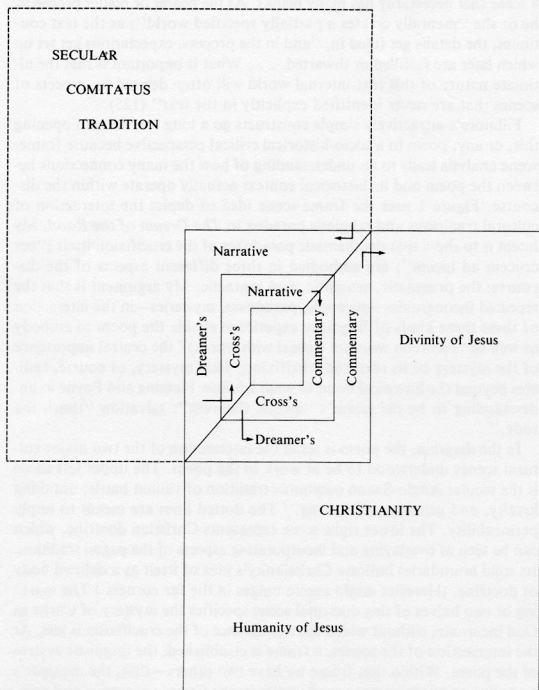 SECULAR
COMITATUS
TRADITION
Narrative
Narrative
Dreamer's
Cross's
Commentary
Commentary
Divinity of Jesus
Cross's
Dreamer's
CHRISTIANITY
Humanity of Jesus